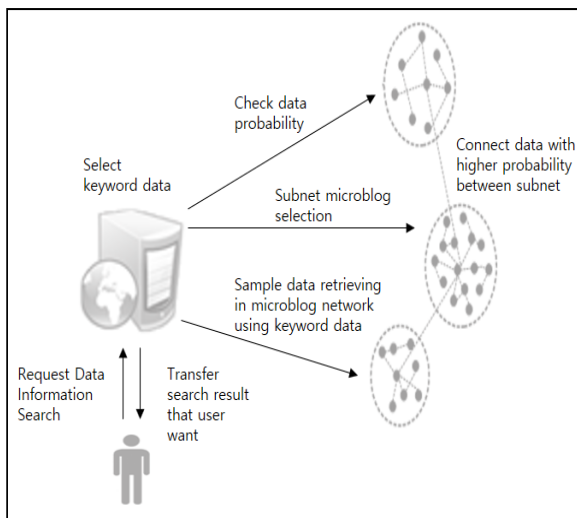 Check data
probability
Connect data with
higher probability
between subnet
Select
keyword data
Subnet microblog
selection
Sample data retrieving
in microblog network
using keyword data
Request Data
Information
Search
Transfer
search result
that user
want